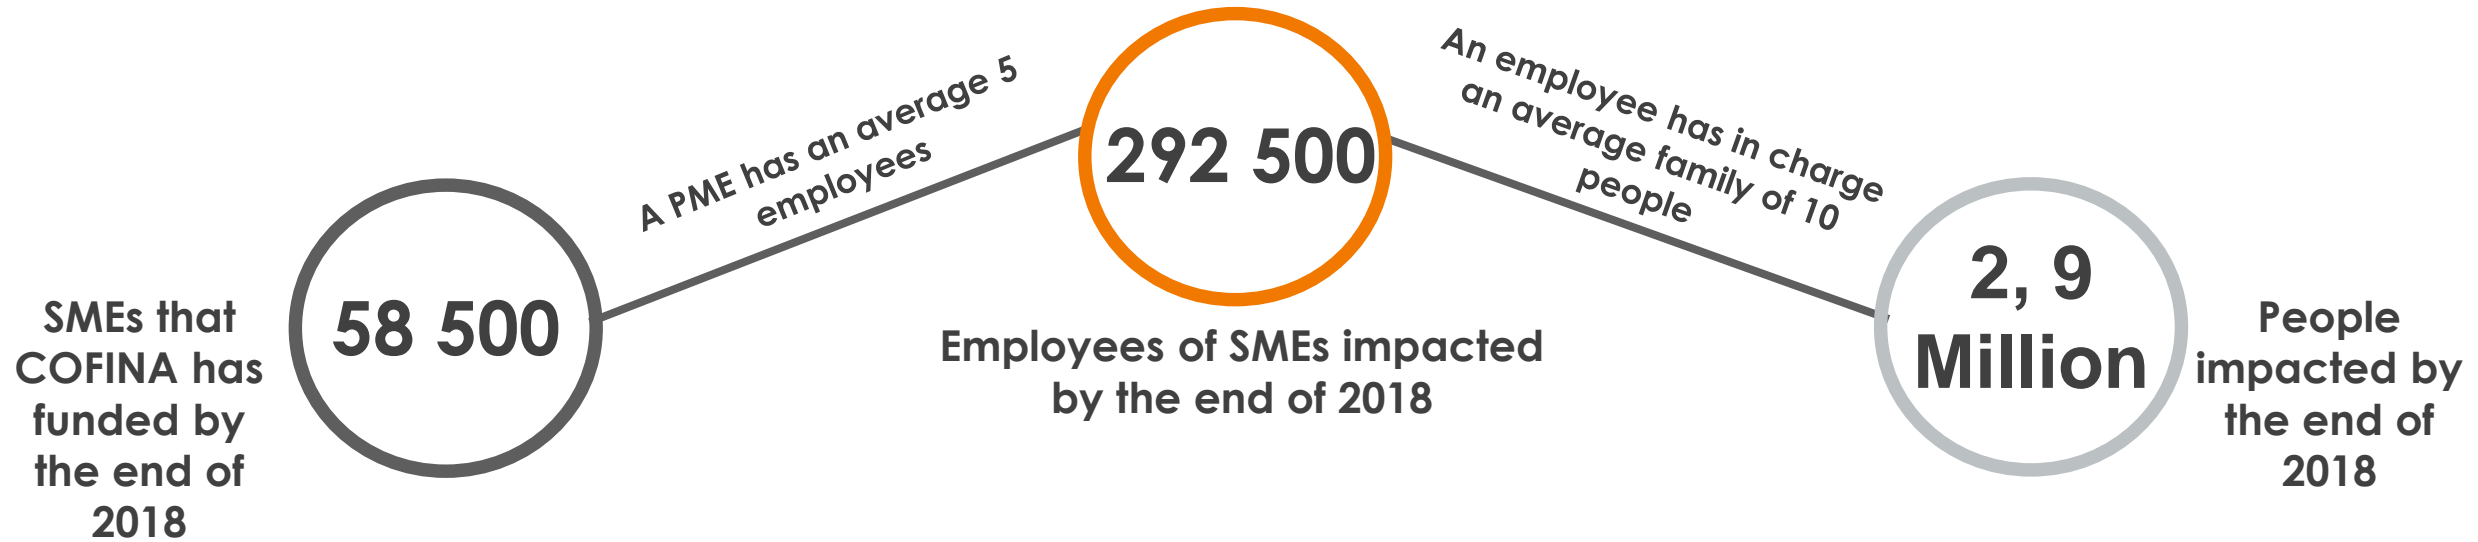 SMEs that
COFINA has
funded by
the end of
2018
58 500
A PME has an average 5
employees
292 500
Employees of SMEs impacted
by the end of 2018
An employee has in charge
an average family of 10
people
2, 9
Million
People
impacted by
the end of
2018